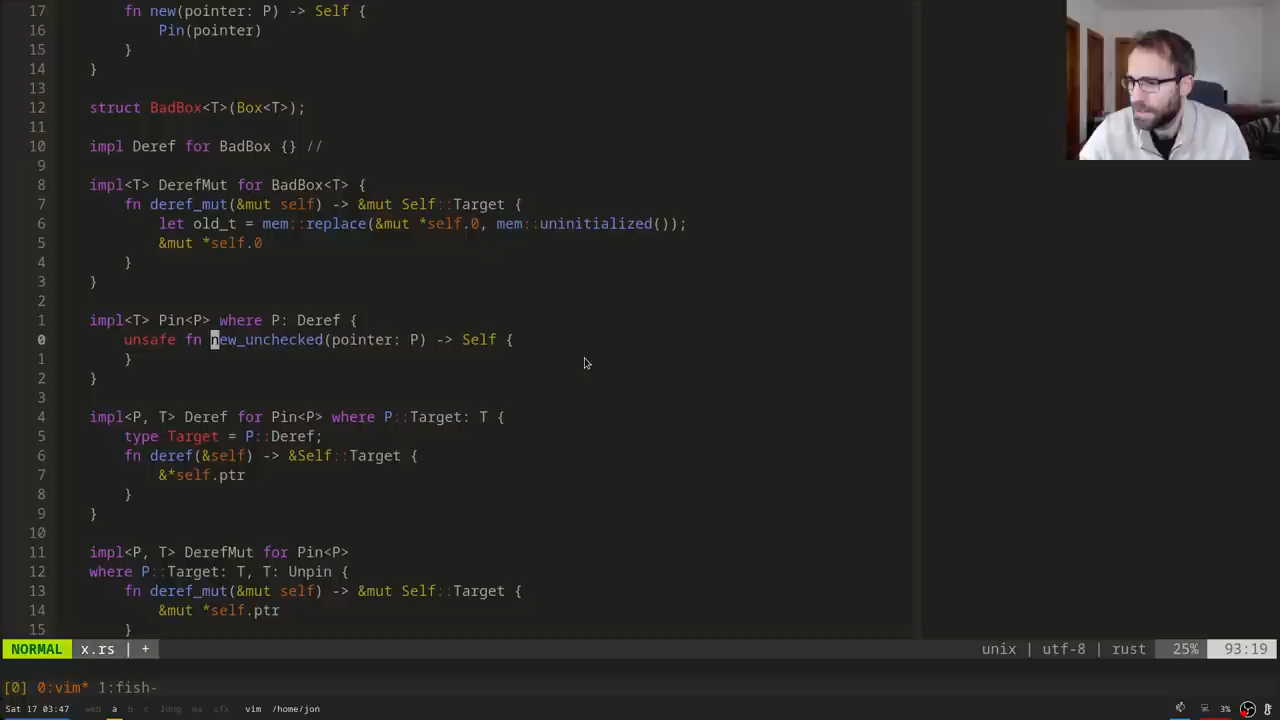 17 fn new(pointer: P) -> Self {
16 Pin(pointer)
15 }
14 }
13
12 struct BadBox<T>(Box<T>);
11
10 impl Deref for BadBox {} //
9
8 impl<T> DerefMut for BadBox<T> {
7 fn deref_mut(&mut self) -> &mut Self::Target {
6 let old_t = mem::replace(&mut *self.0, mem::uninitialized());
5 &mut *self.0
4 }
3 }
2
1 impl<T> Pin<P> where P: Deref {
0 unsafe fn new_unchecked(pointer: P) -> Self {
1 }
2 }
3
4 impl<P, T> Deref for Pin<P> where P::Target: T {
5 type Target = P::Deref;
6 fn deref(&self) -> &Self::Target {
7 &*self.ptr
8 }
9 }
10
11 impl<P, T> DerefMut for Pin<P>
12 where P::Target: T, T: Unpin {
13 fn deref_mut(&mut self) -> &mut Self::Target {
14 &mut *self.ptr
15 }
NORMAL x.rs | + unix | utf-8 | rust 25% 93:19
[0] 0:vim* 1:fish-
Sat 17 03:47 web a b c long mw sfx vim /home/jon 3%